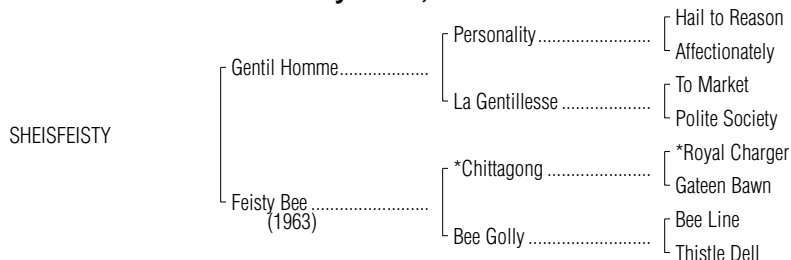 Hail to Reason
Personality........................
Affectionately
Gentil Homme...................
To Market
La Gentillesse ...................
Polite Society
SHEISFEISTY
*Royal Charger
*Chittagong ......................
Gateen Bawn
Feisty Bee .........................
(1963)
Bee Line
Bee Golly ..........................
Thistle Dell